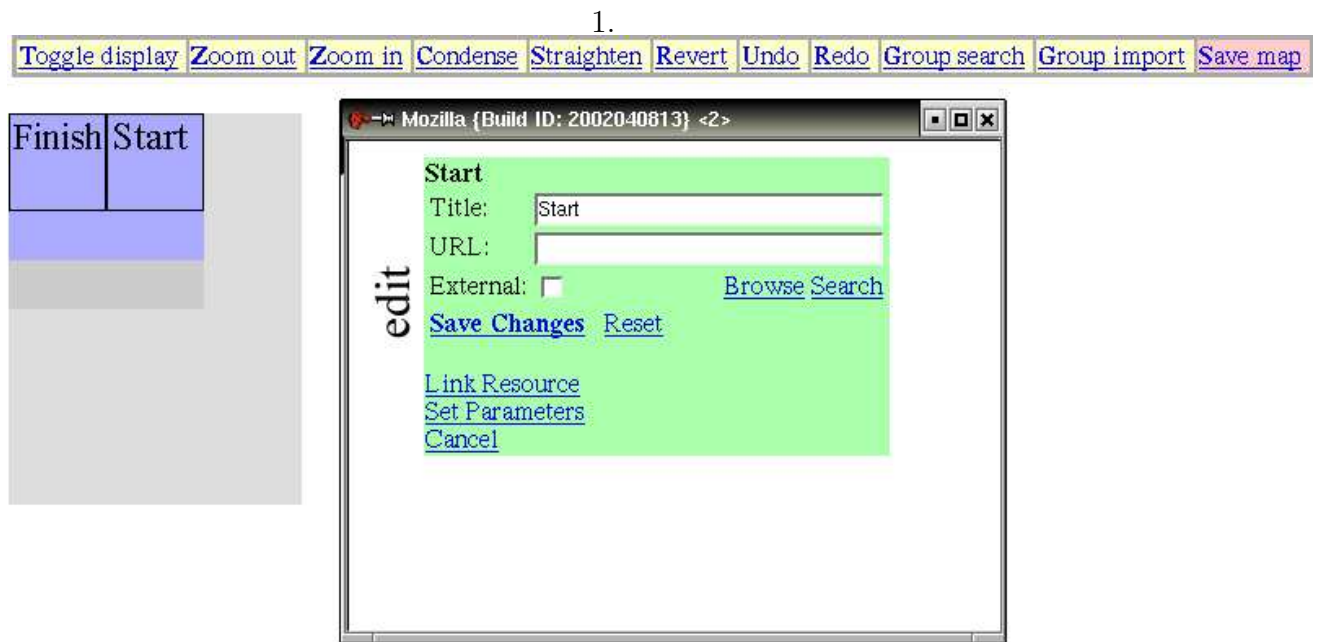 1.
Toggle display Zoom out Zoom in Condense Straighten Revert Undo Redo Group search Group import Save map
Finish Start
Mozilla {Build ID: 2002040813} <2>
edit
Start
Title: Start
URL:
External: Browse Search
Save Changes Reset
Link Resource
Set Parameters
Cancel